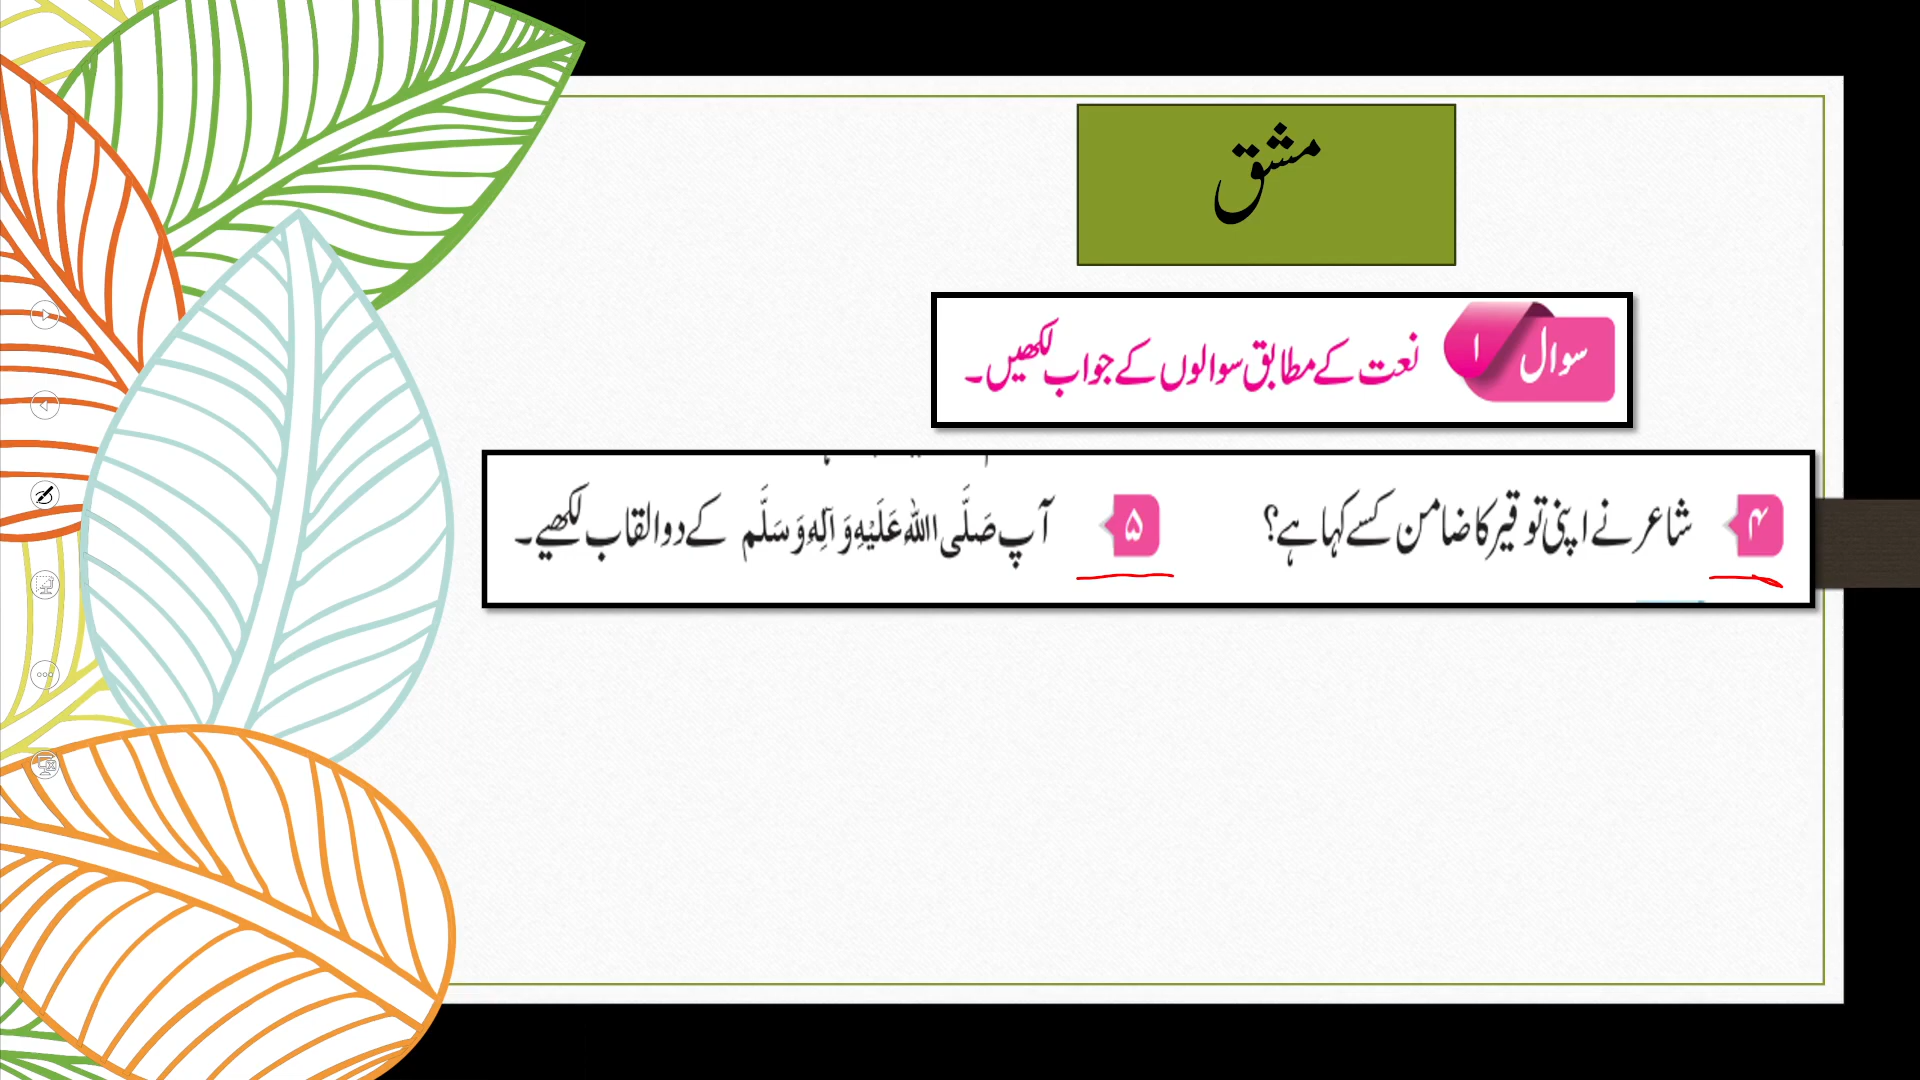 مشق
سوال ۱ نعت کے مطابق سوالوں کے جواب لکھیں۔
۴ شاعر نے اپنی توقیر کا ضامن کسے کہا ہے؟ ۵ آپ صَلَّی اللّٰہُ عَلَیْہِ وَ آلِہٖ وَ سَلَّم کے دو القاب لکھیے۔